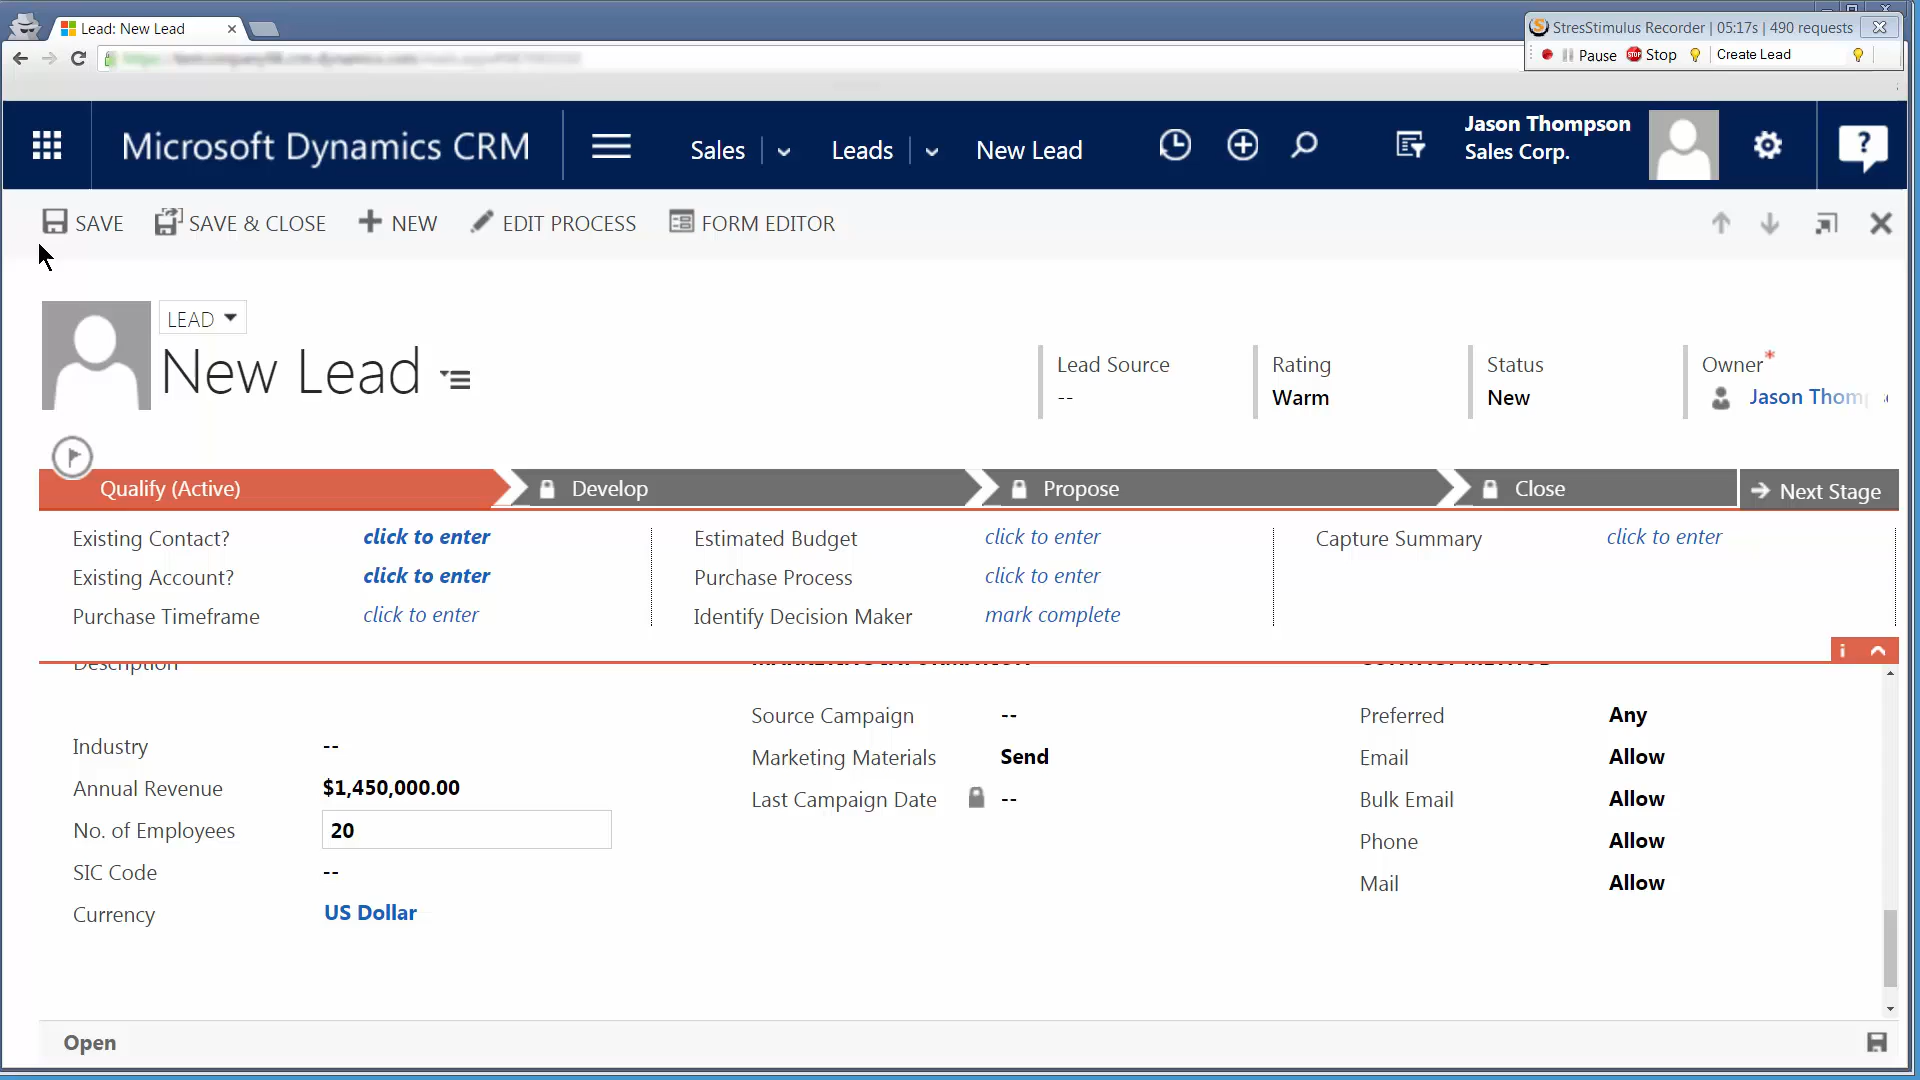 Lead: New Lead
StresStimulus Recorder | 05:17s | 490 requests
Pause Stop Create Lead
Microsoft Dynamics CRM
Sales Leads New Lead
Jason Thompson
Sales Corp.
?
SAVE SAVE & CLOSE NEW EDIT PROCESS FORM EDITOR
LEAD
New Lead
Lead Source
--
Rating
Warm
Status
New
Owner*
Jason Thom
Qualify (Active) Develop Propose Close Next Stage
Existing Contact? click to enter
Existing Account? click to enter
Purchase Timeframe click to enter
Estimated Budget click to enter
Purchase Process click to enter
Identify Decision Maker mark complete
Capture Summary click to enter
i
Description
Industry --
Annual Revenue $1,450,000.00
No. of Employees 20
SIC Code --
Currency US Dollar
Source Campaign --
Marketing Materials Send
Last Campaign Date --
Preferred Any
Email Allow
Bulk Email Allow
Phone Allow
Mail Allow
Open